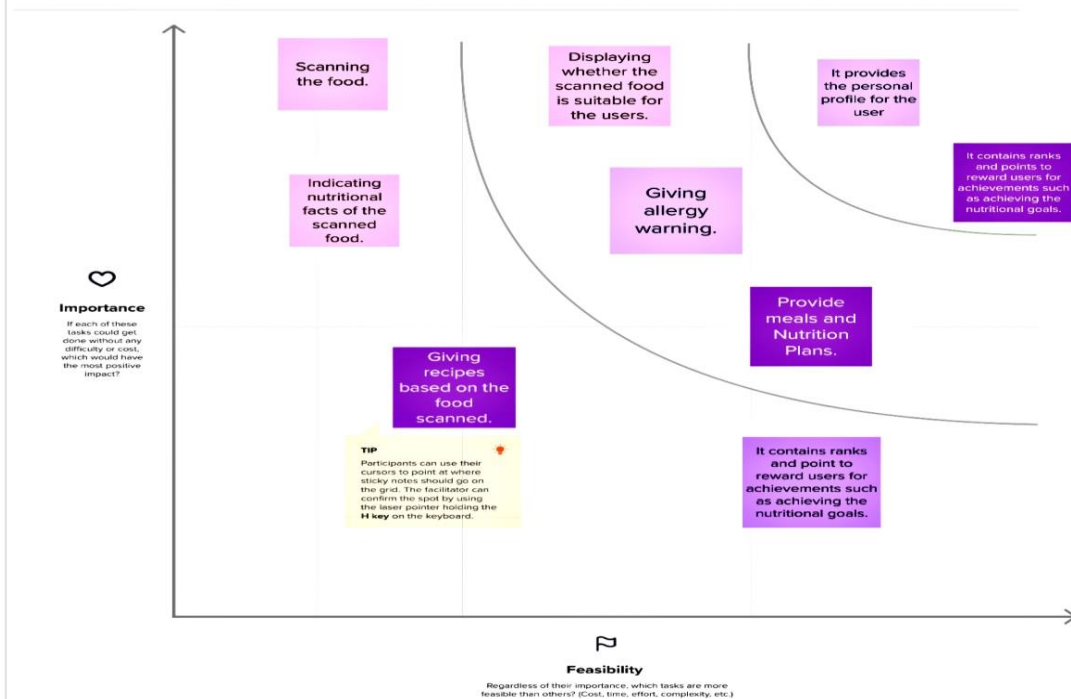 Scanning
the food.
Displaying
whether the
scanned food
is suitable for
the users.
It provides
the personal
profile for the
user
It contains ranks
and points to
reward users for
achievements such
as achieving the
nutritional goals.
Indicating
nutritional
facts of the
scanned
food.
Giving
allergy
warning.
Importance
If each of these
tasks could get
done without any
difficulty or cost,
which would have
the most positive
impact?
Provide
meals and
Nutrition
Plans.
Giving
recipes
based on the
food
scanned.
TIP
Participants can use their
cursors to point at where
sticky notes should go on
the grid. The facilitator can
confirm the spot by using
the laser pointer holding the
H key on the keyboard.
It contains ranks
and point to
reward users for
achievements such
as achieving the
nutritional goals.
Feasibility
Regardless of their importance, which tasks are more
feasible than others? (Cost, time, effort, complexity, etc.)